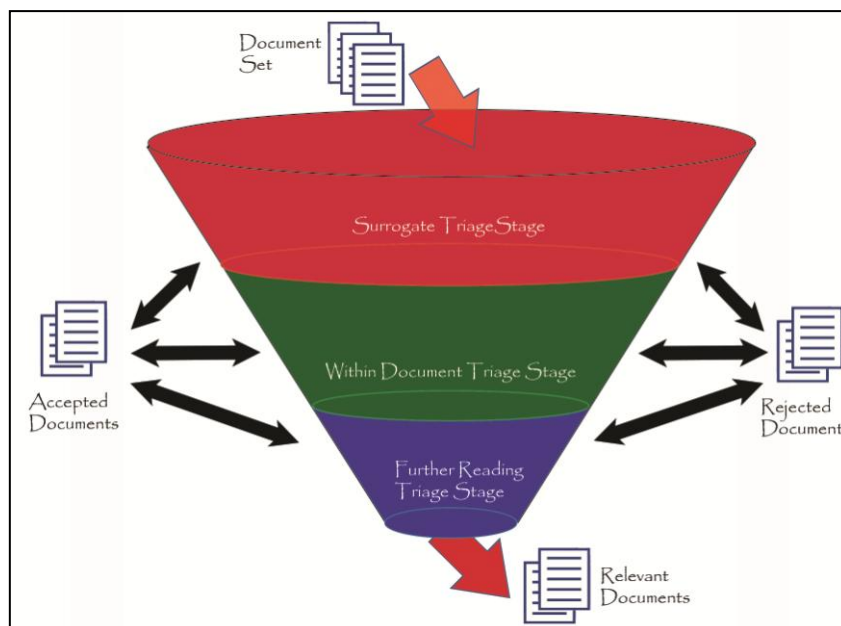 Document
Set
Surrogate TriageStage
Within Document Triage Stage
Accepted
Documents
Rejected
Document
Further Reading
Triage Stage
Relevant
Documents